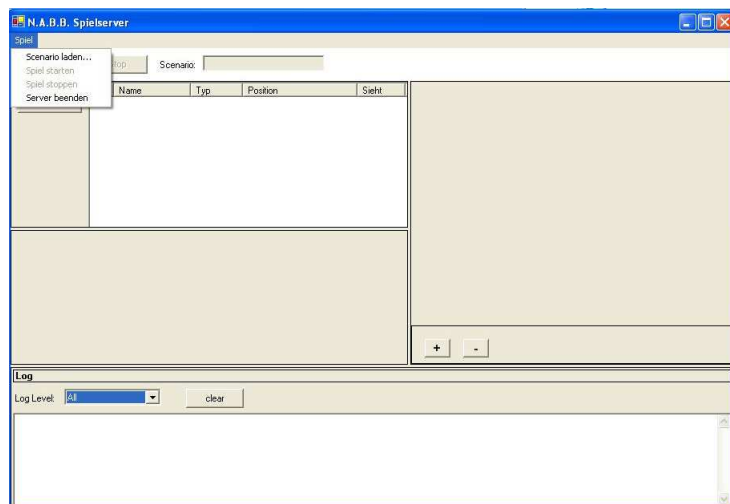 N.A.B.B. Spielserver
Spiel
Scenario laden...
Spiel starten
Spiel stoppen
Server beenden
Scenario:
Name Typ Position Sieht
+ -
Log
Log Level: All clear